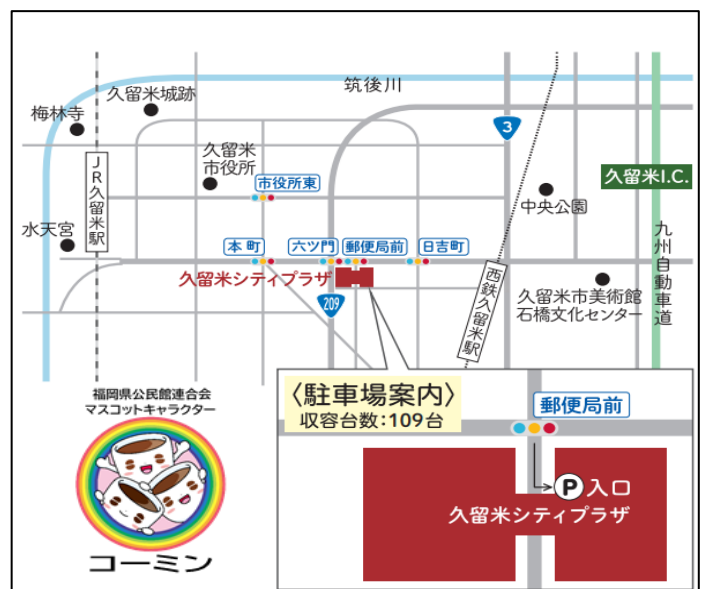 筑後川
久留米城跡
梅林寺
3
久留米
市役所
JR久留米駅
市役所東
久留米I.C.
中央公園
水天宮
本町
六ツ門
郵便局前
日吉町
九州自動車道
久留米シティプラザ
西鉄久留米駅
209
久留米市美術館
石橋文化センター
〈駐車場案内〉
収容台数:109台
郵便局前
P入口
久留米シティプラザ
福岡県公民館連合会
マスコットキャラクター
コーミン